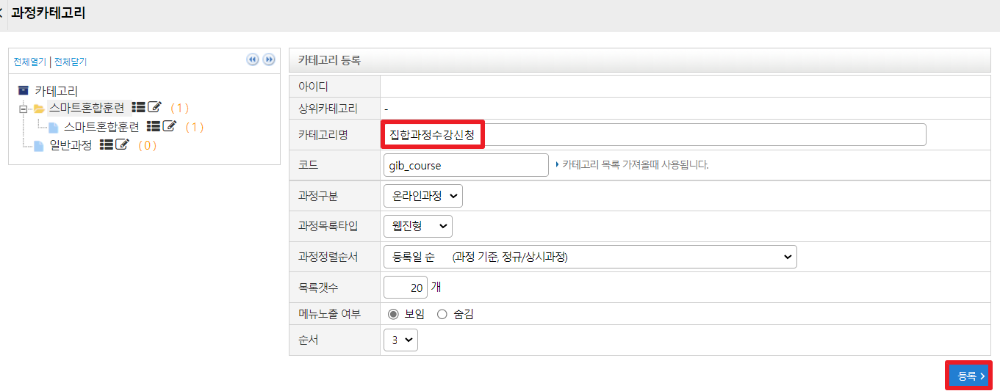 과정카테고리
전체열기 | 전체닫기
카테고리
스마트혼합훈련 (1)
스마트혼합훈련 (1)
일반과정 (0)
카테고리 등록
아이디
상위카테고리 -
카테고리명 집합과정수강신청
코드 gib_course 카테고리 목록 가져올때 사용됩니다.
과정구분 온라인과정
과정목록타입 웹진형
과정정렬순서 등록일 순 (과정 기준, 정규/상시과정)
목록갯수 20 개
메뉴노출 여부 보임 숨김
순서 3
등록